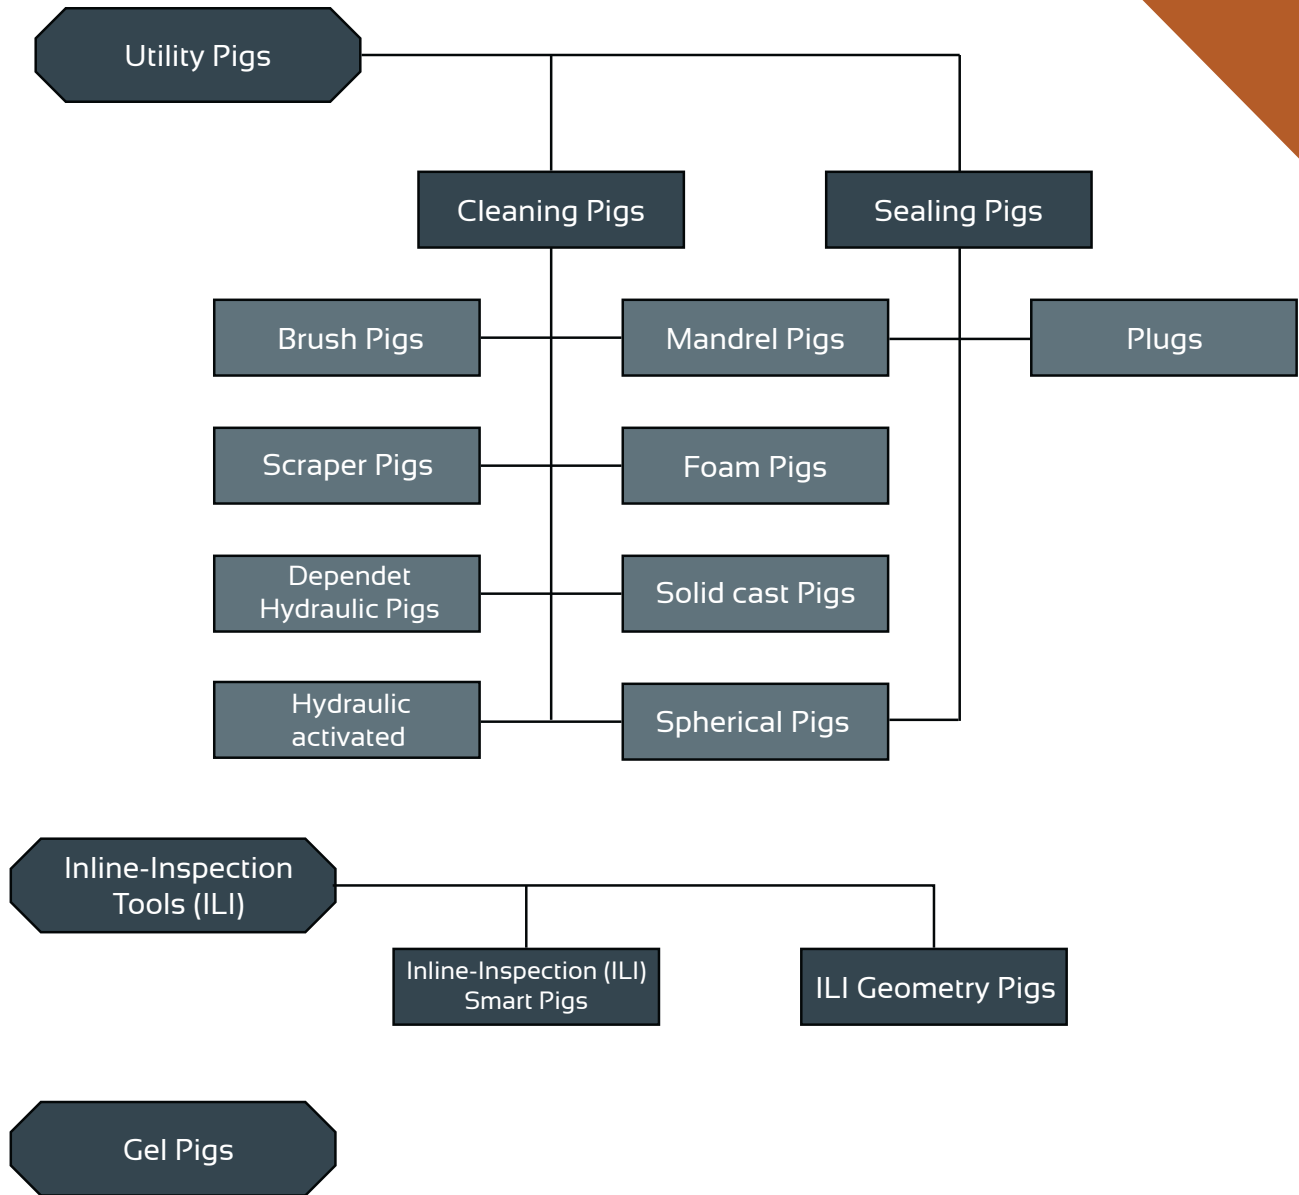 Utility Pigs
Cleaning Pigs
Sealing Pigs
Brush Pigs
Mandrel Pigs
Plugs
Scraper Pigs
Foam Pigs
Dependet
Hydraulic Pigs
Solid cast Pigs
Hydraulic
activated
Spherical Pigs
Inline-Inspection
Tools (ILI)
Inline-Inspection (ILI)
Smart Pigs
ILI Geometry Pigs
Gel Pigs